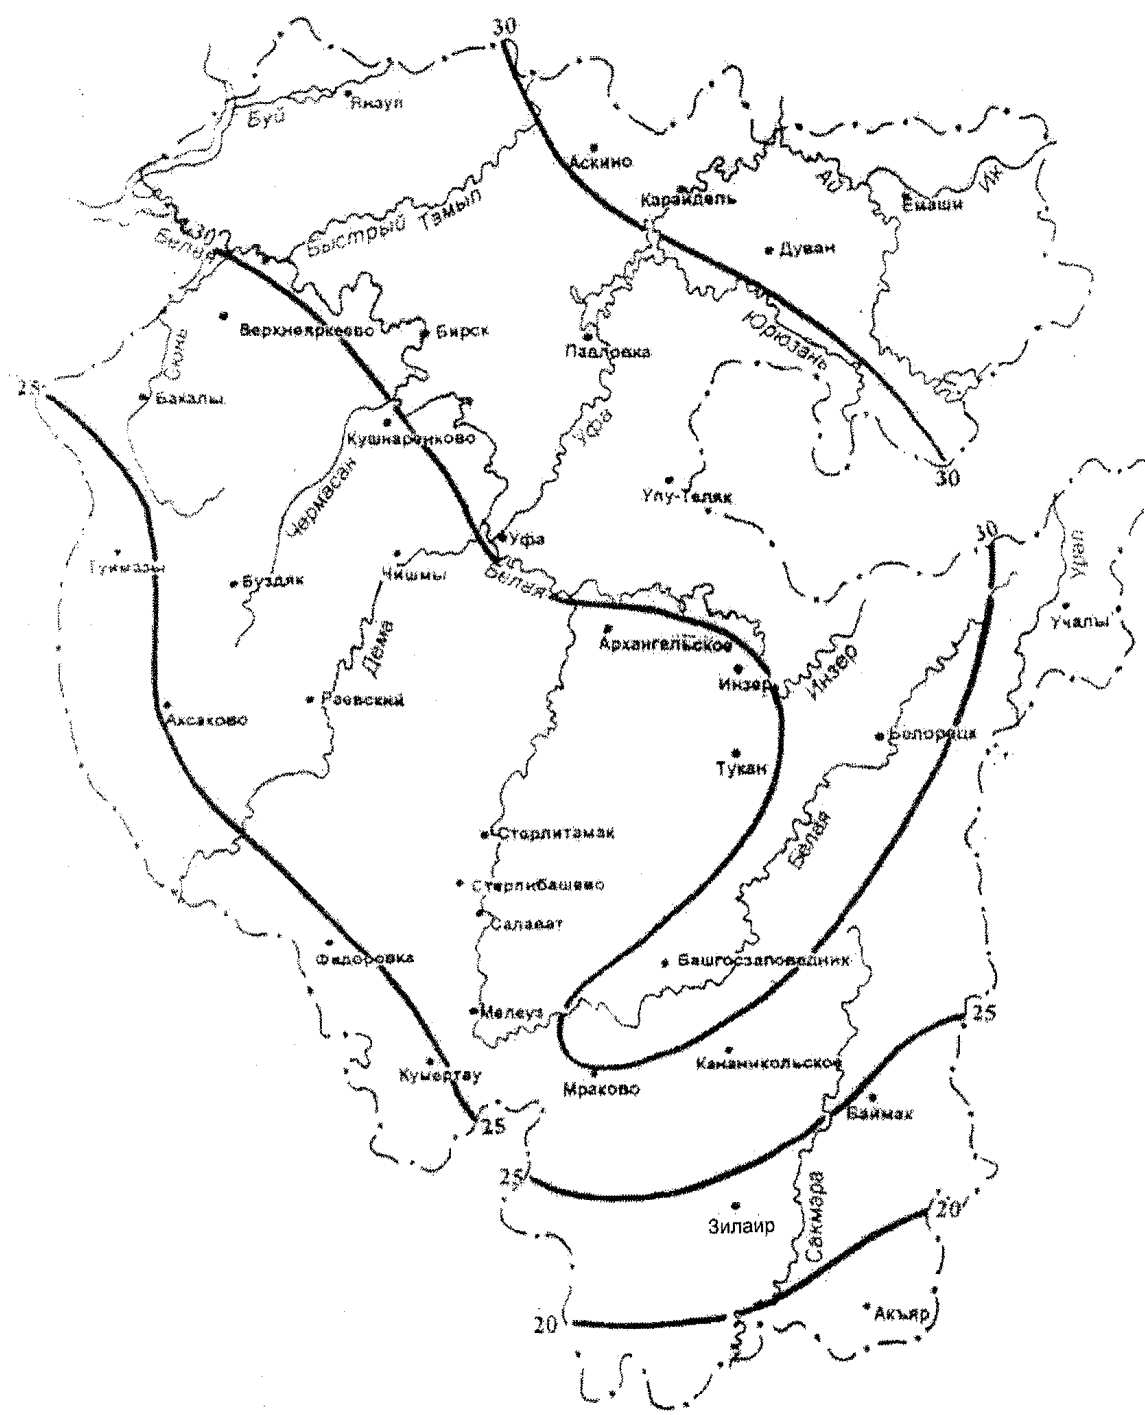 30
Янаул
Буй
Аскино
Ай
Ик
Караидель
Емаши
Быстрый Танып
30
Белая
Дуван
Верхнеяркеево
Бирск
Юрюзань
Павловка
Сюнь
25
Бакалы
Уфа
Кушнаренково
30
Улу-Теляк
Чермасан
30
Уфа
Урал
Туймазы
Буздяк
Чишмы
Белая
Учалы
Дема
Архангельское
Инзер
Инзер
Раевский
Аксаково
Белорецк
Тукан
Стерлитамак
Белая
Стерлибашево
Салават
Федоровка
Башгосзаповедник
Мелеуз
25
Кананикольское
Кумертау
Мраково
Баймак
25
25
Зилаир
Сакмара
20
Акъяр
20